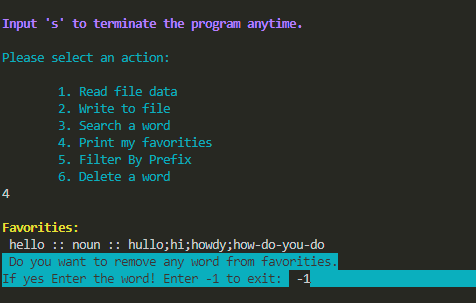 Input 's' to terminate the program anytime.
Please select an action:
1. Read file data
2. Write to file
3. Search a word
4. Print my favorities
5. Filter By Prefix
6. Delete a word
4
Favorities:
hello :: noun :: hullo;hi;howdy;how-do-you-do
Do you want to remove any word from favorities.
If yes Enter the word! Enter -1 to exit: -1